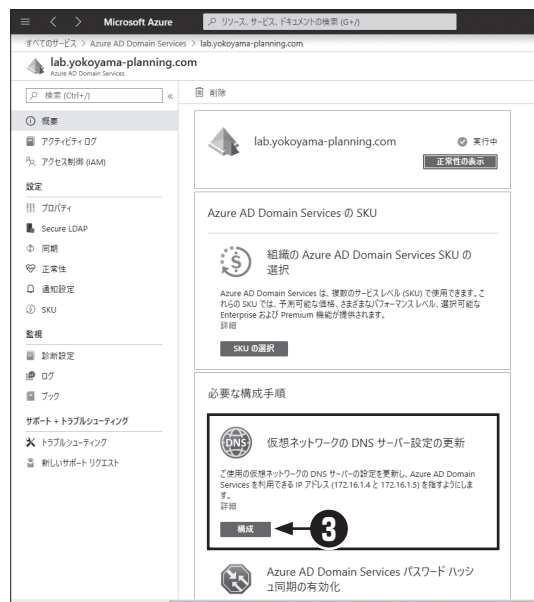 Microsoft Azure
リソース、サービス、ドキュメントの検索 (G+/)
すべてのサービス > Azure AD Domain Services > lab.yokoyama-planning.com
lab.yokoyama-planning.com
Azure AD Domain Services
検索 (Ctrl+/)
«
削除
概要
アクティビティ ログ
アクセス制御 (IAM)
設定
プロパティ
Secure LDAP
同期
正常性
通知設定
SKU
監視
診断設定
ログ
ブック
サポート + トラブルシューティング
トラブルシューティング
新しいサポート リクエスト
lab.yokoyama-planning.com
実行中
正常性の表示
Azure AD Domain Services の SKU
組織の Azure AD Domain Services SKU の
選択
Azure AD Domain Services は、複数のサービス レベル (SKU) で使用できます。こ
れらの SKU では、予測可能な価格、さまざまなパフォーマンス レベル、選択可能な
Enterprise および Premium 機能が提供されます。
詳細
SKU の選択
必要な構成手順
DNS
仮想ネットワークの DNS サーバー設定の更新
ご使用の仮想ネットワークの DNS サーバーの設定を更新し、Azure AD Domain
Services を利用できる IP アドレス (172.16.1.4 と 172.16.1.5) を指すようにしま
す。
詳細
構成
3
Azure AD Domain Services パスワード ハッシ
ュ同期の有効化